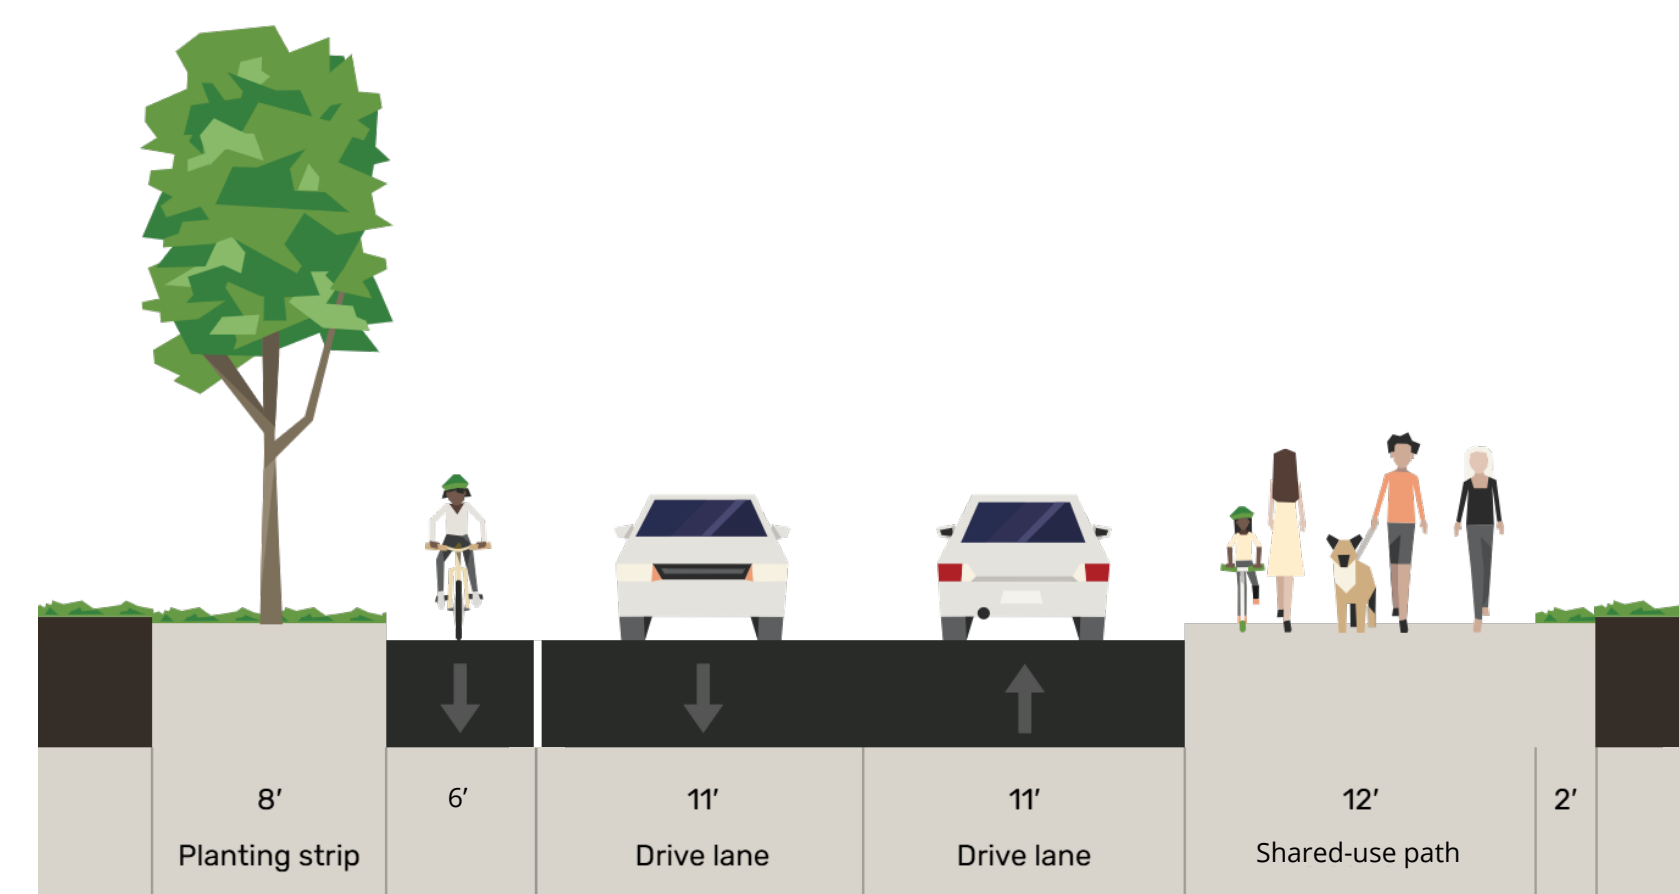 8’ 6’ 11’ 11’ 12’ 2’
Planting strip Drive lane Drive lane Shared-use path